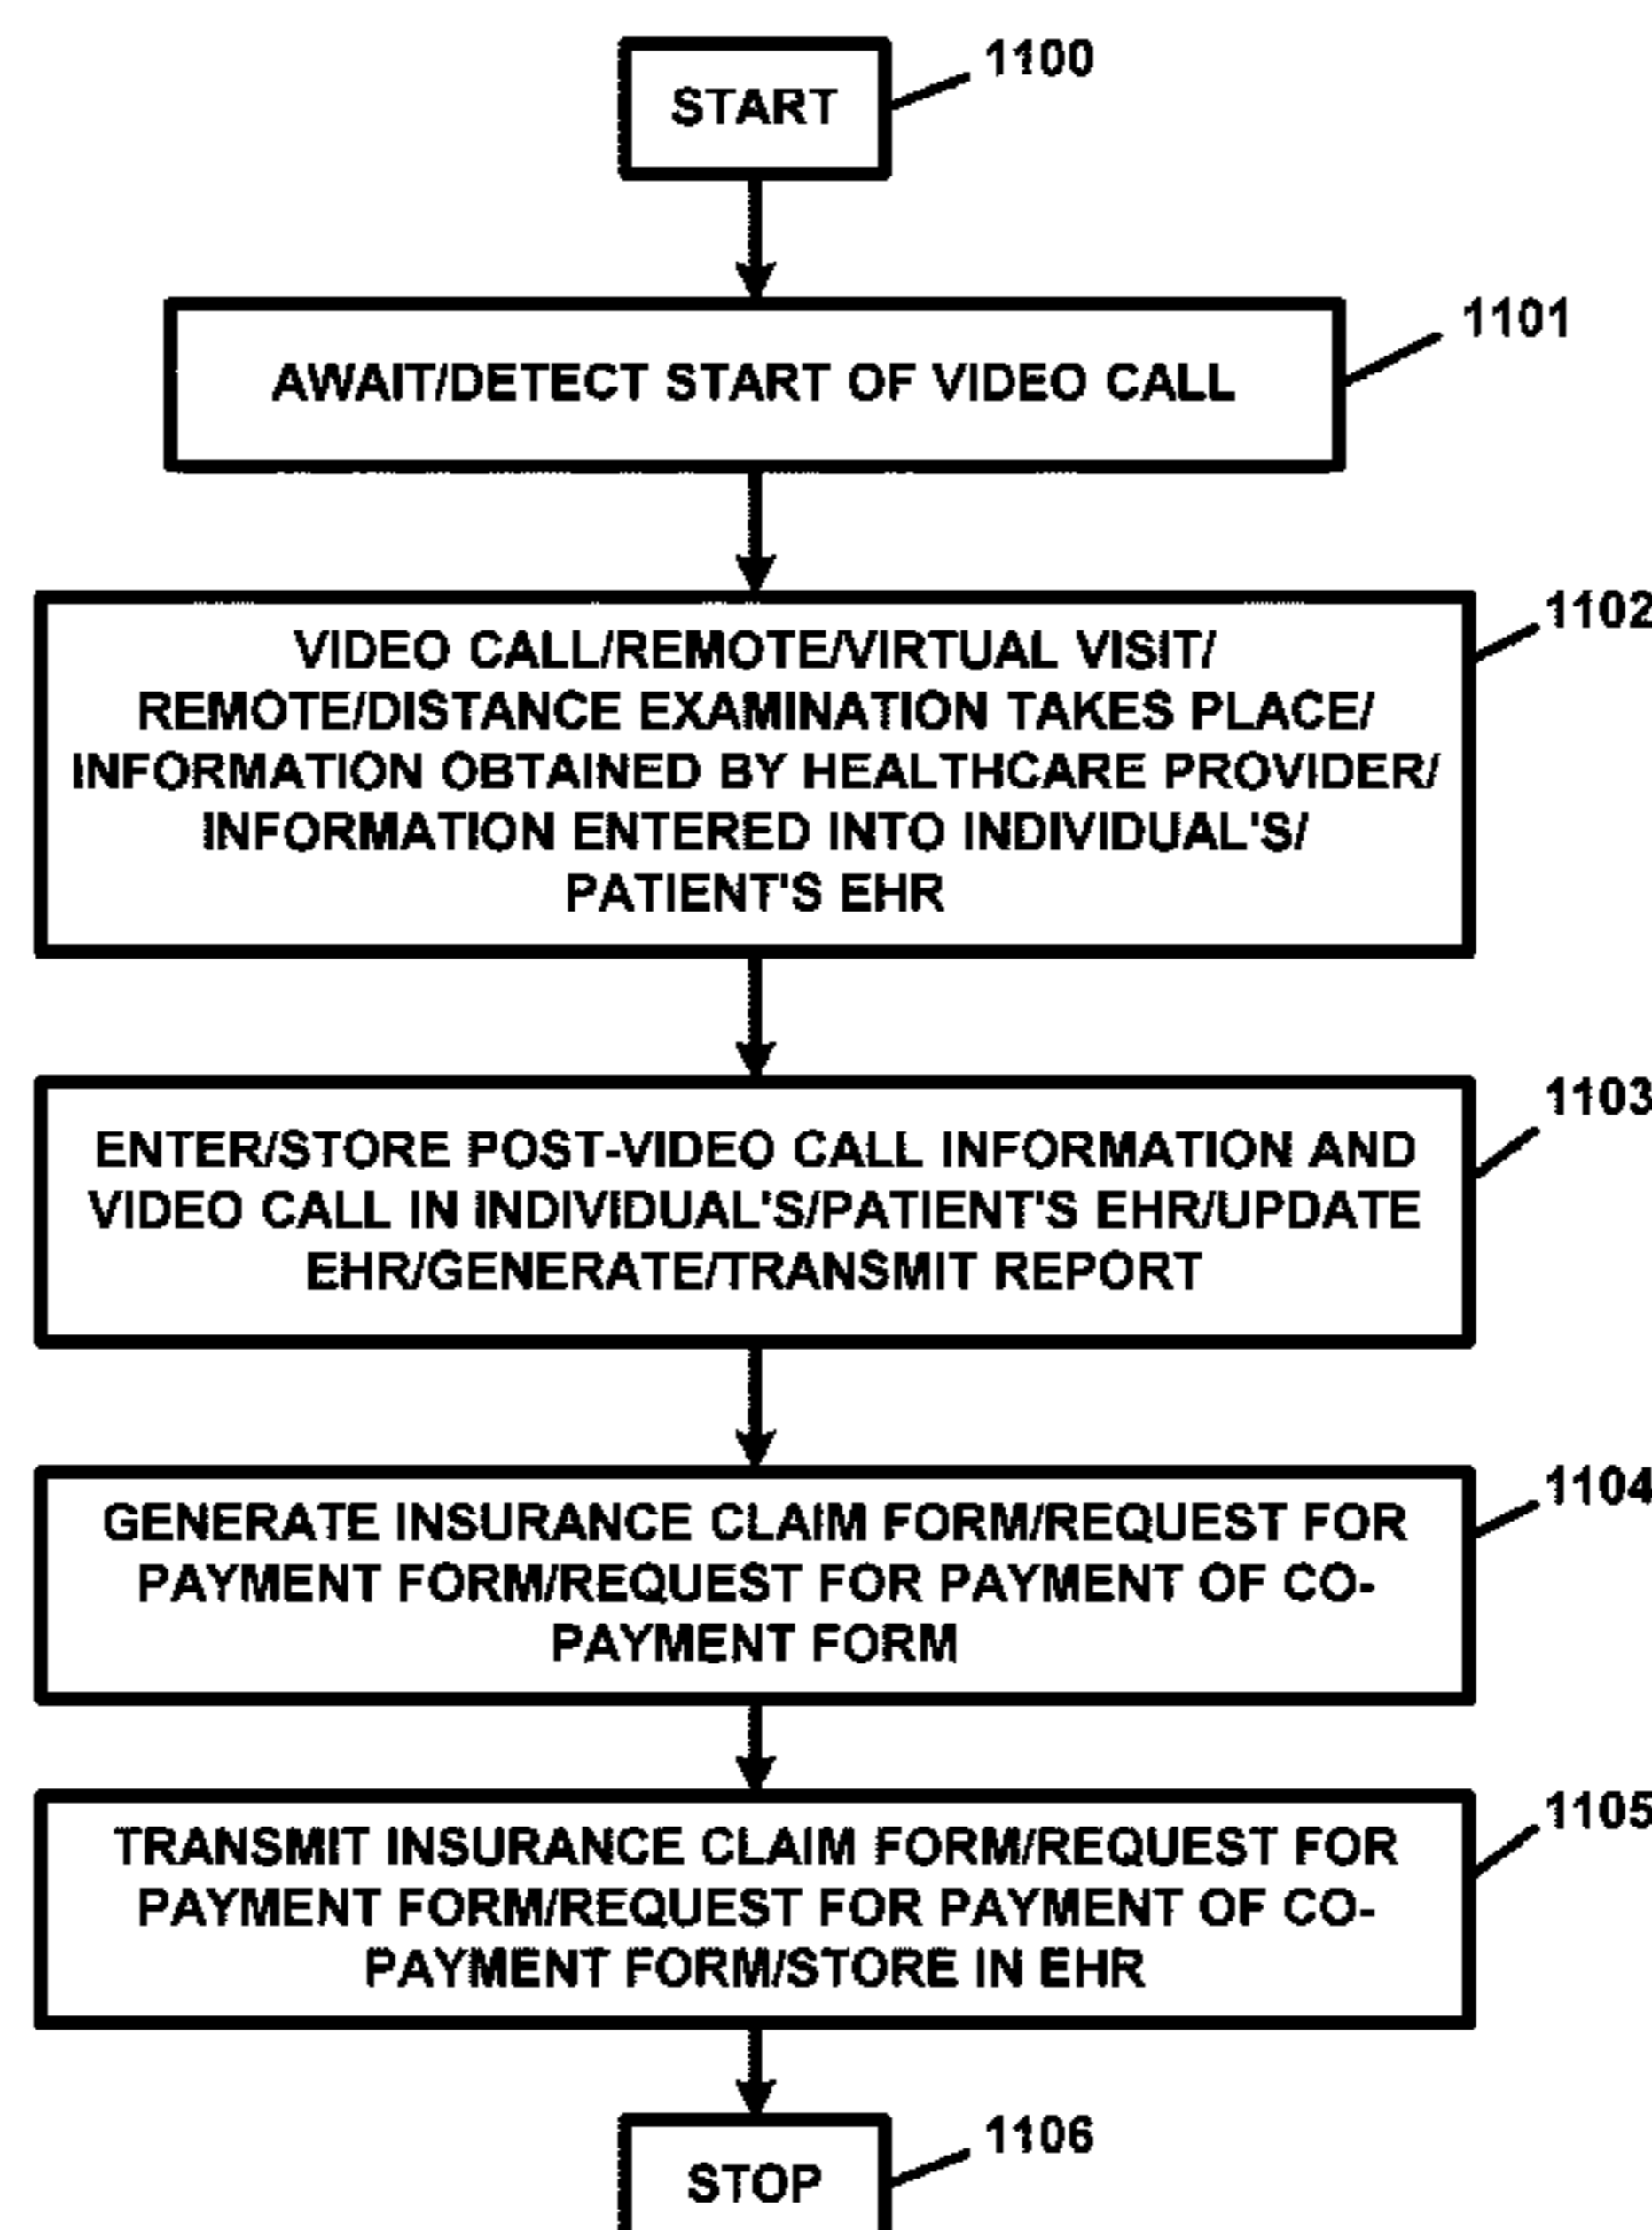 1100
START
1101
AWAIT/DETECT START OF VIDEO CALL
1102
VIDEO CALL/REMOTE/VIRTUAL VISIT/
REMOTE/DISTANCE EXAMINATION TAKES PLACE/
INFORMATION OBTAINED BY HEALTHCARE PROVIDER/
INFORMATION ENTERED INTO INDIVIDUAL'S/
PATIENT'S EHR
1103
ENTER/STORE POST-VIDEO CALL INFORMATION AND
VIDEO CALL IN INDIVIDUAL'S/PATIENT'S EHR/UPDATE
EHR/GENERATE/TRANSMIT REPORT
1104
GENERATE INSURANCE CLAIM FORM/REQUEST FOR
PAYMENT FORM/REQUEST FOR PAYMENT OF CO-
PAYMENT FORM
1105
TRANSMIT INSURANCE CLAIM FORM/REQUEST FOR
PAYMENT FORM/REQUEST FOR PAYMENT OF CO-
PAYMENT FORM/STORE IN EHR
1106
STOP